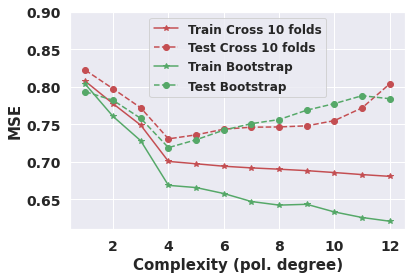 0.90
Train Cross 10 folds
Test Cross 10 folds
Train Bootstrap
Test Bootstrap
0.85
0.80
0.75
0.70
0.65
MSE
2 4 6 8 10 12
Complexity (pol. degree)